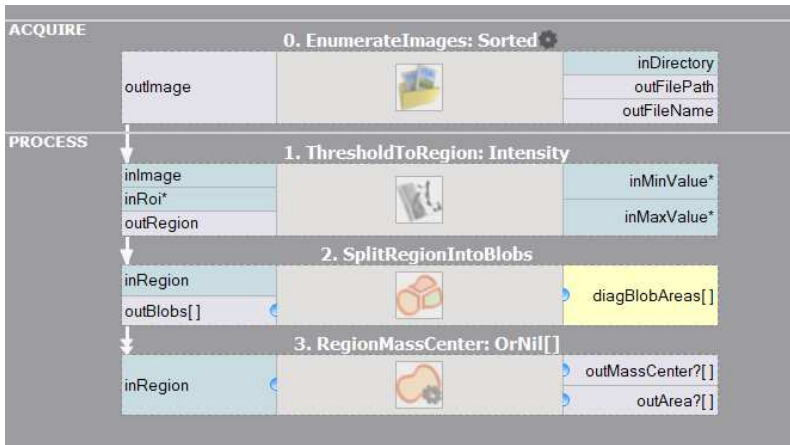 ACQUIRE
0. EnumerateImages: Sorted
outImage
inDirectory
outFilePath
outFileName
PROCESS
1. ThresholdToRegion: Intensity
inImage
inRoi*
outRegion
inMinValue*
inMaxValue*
2. SplitRegionIntoBlobs
inRegion
outBlobs[]
diagBlobAreas[]
3. RegionMassCenter: OrNil[]
inRegion
outMassCenter?[]
outArea?[]